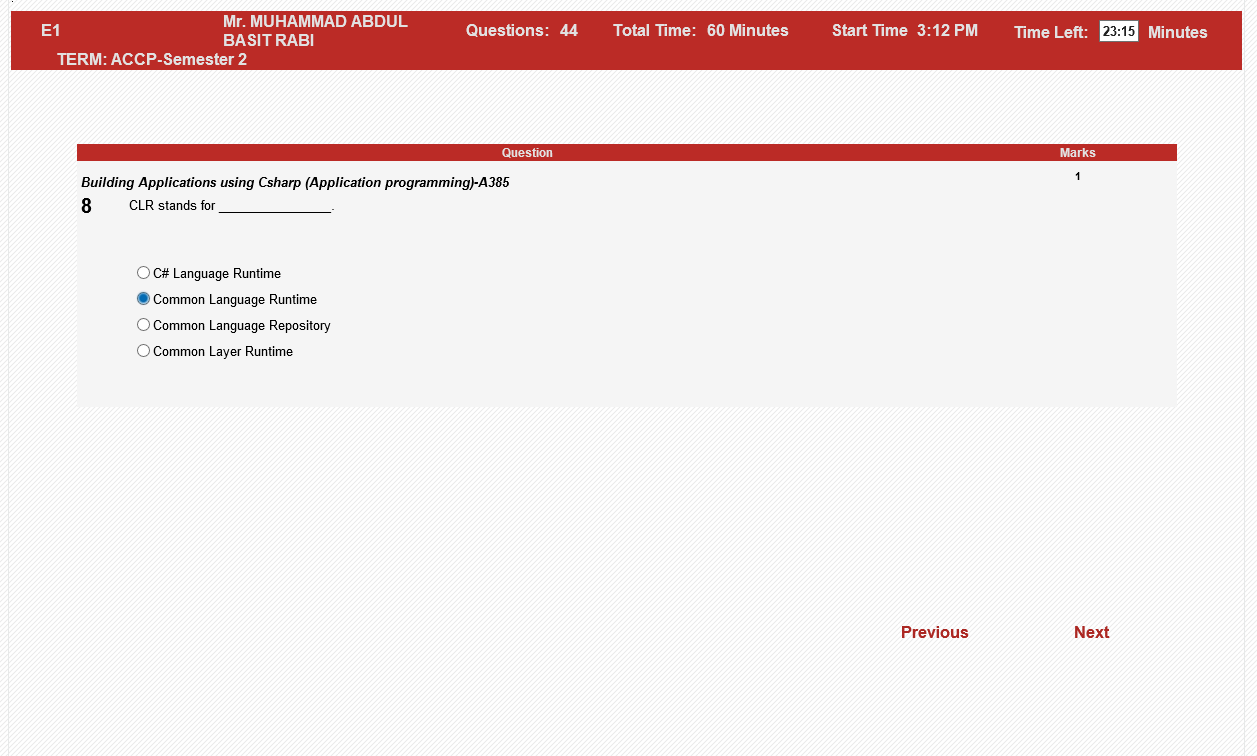 E1
Mr. MUHAMMAD ABDUL
BASIT RABI
Questions: 44
Total Time: 60 Minutes
Start Time 3:12 PM
Time Left: 23:15 Minutes
TERM: ACCP-Semester 2
Question
Marks
Building Applications using Csharp (Application programming)-A385
1
8 CLR stands for ________________.
C# Language Runtime
Common Language Runtime
Common Language Repository
Common Layer Runtime
Previous
Next